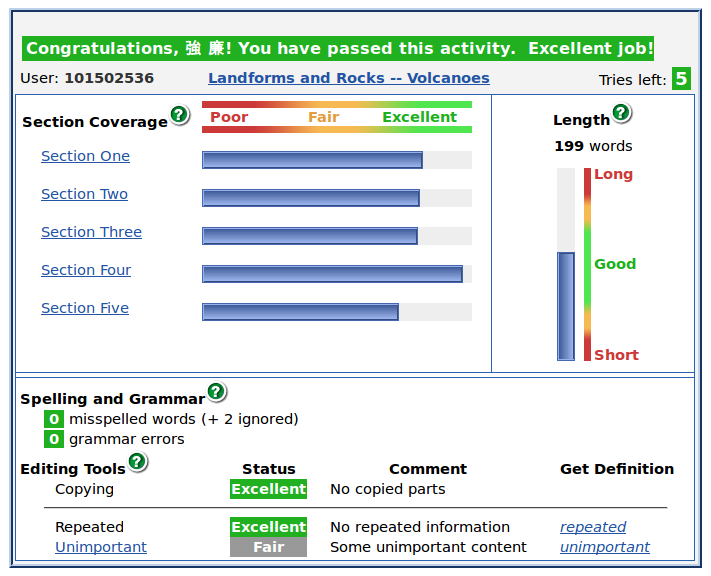 Congratulations, 強 廉! You have passed this activity.  Excellent job!
User: 101502536 Landforms and Rocks -- Volcanoes Tries left: 5
Section Coverage ?
Poor Fair Excellent
Section One
Section Two
Section Three
Section Four
Section Five
Length ?
199 words
Long
Good
Short
Spelling and Grammar ?
0 misspelled words (+ 2 ignored)
0 grammar errors
Editing Tools ? Status Comment Get Definition
Copying Excellent No copied parts
Repeated Excellent No repeated information repeated
Unimportant Fair Some unimportant content unimportant